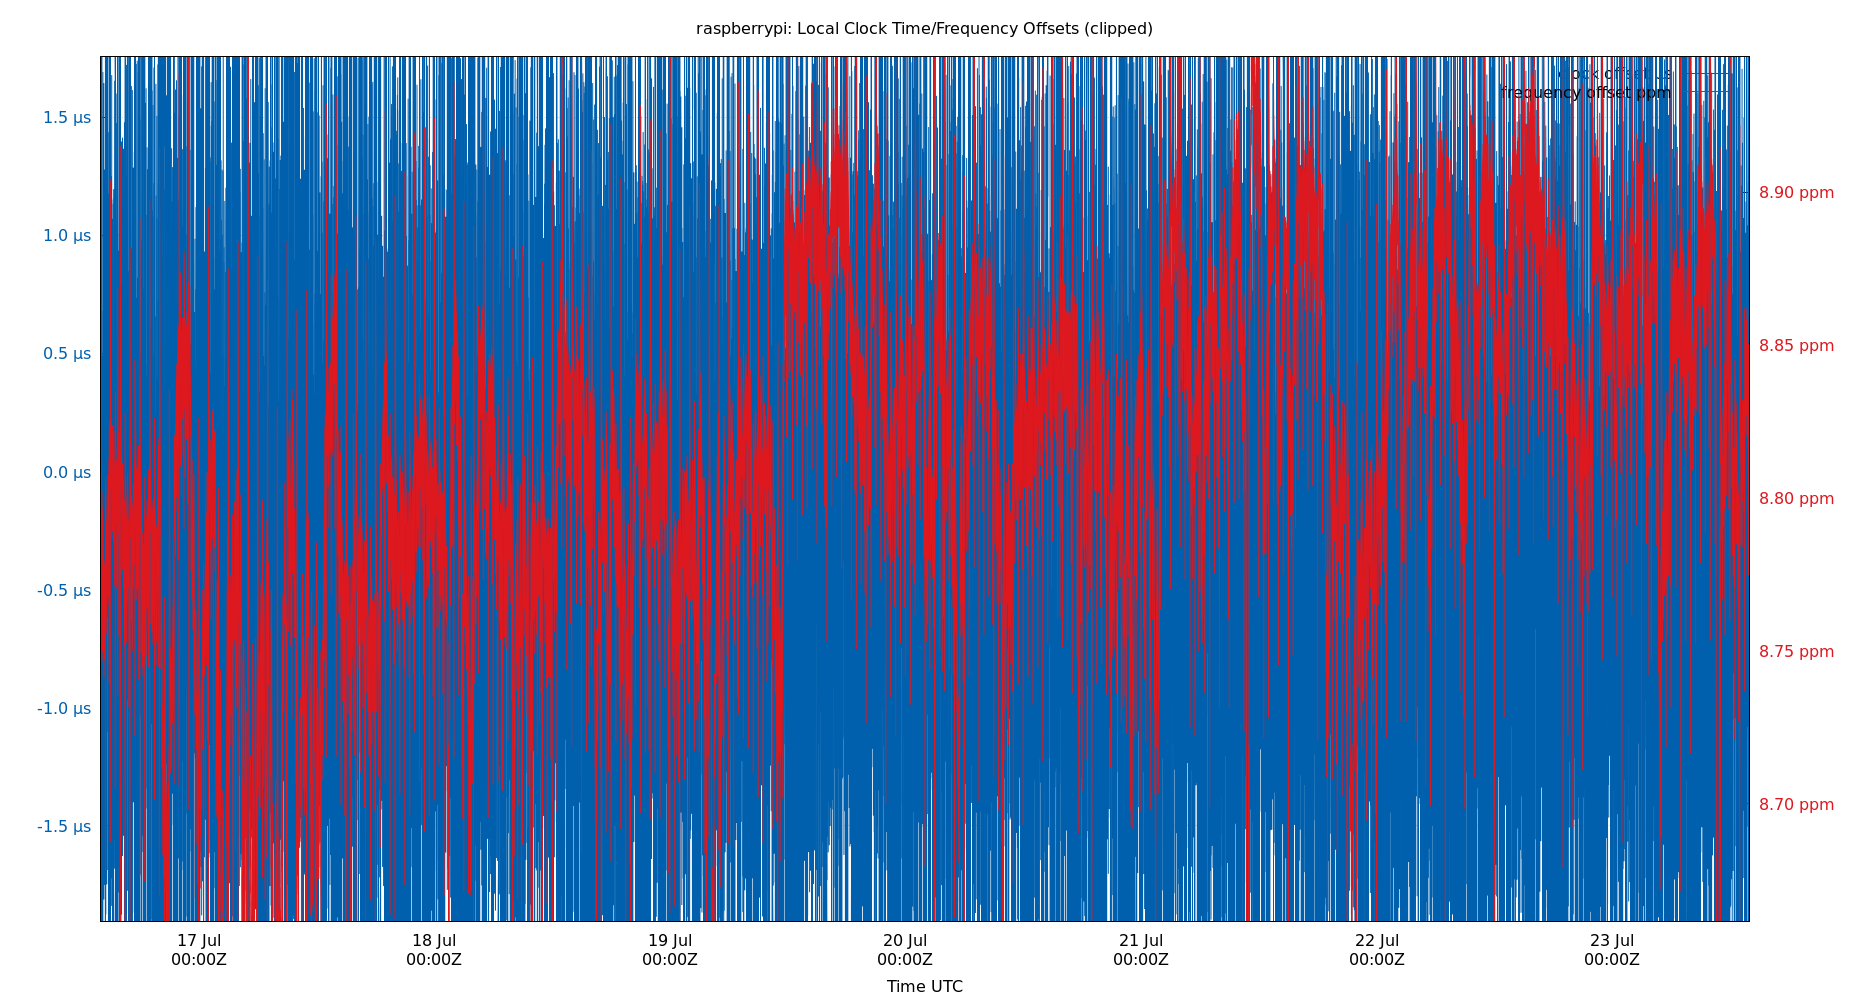 raspberrypi: Local Clock Time/Frequency Offsets (clipped)
clock offset µs
frequency offset ppm
1.5 µs
1.0 µs
0.5 µs
0.0 µs
-0.5 µs
-1.0 µs
-1.5 µs
8.90 ppm
8.85 ppm
8.80 ppm
8.75 ppm
8.70 ppm
17 Jul 18 Jul 19 Jul 20 Jul 21 Jul 22 Jul 23 Jul
00:00Z 00:00Z 00:00Z 00:00Z 00:00Z 00:00Z 00:00Z
Time UTC